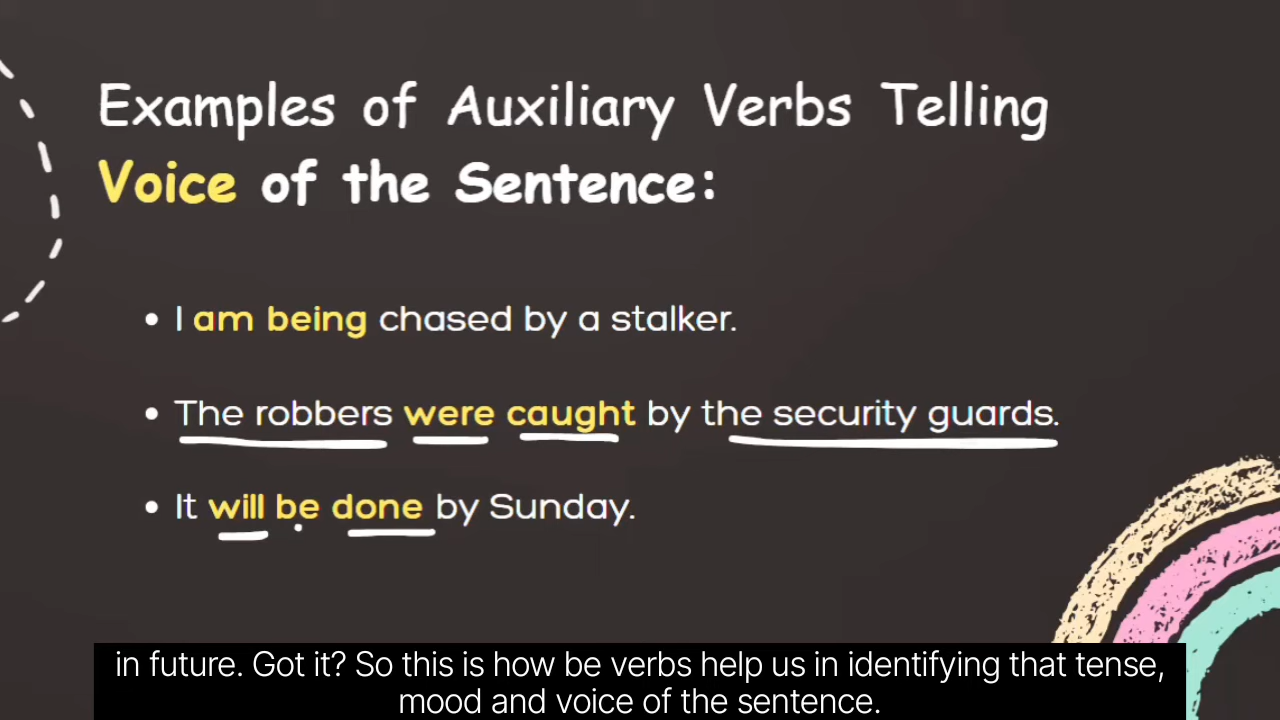 Examples of Auxiliary Verbs Telling
Voice of the Sentence:
• I am being chased by a stalker.
• The robbers were caught by the security guards.
• It will be done by Sunday.
in future. Got it? So this is how be verbs help us in identifying that tense,
mood and voice of the sentence.